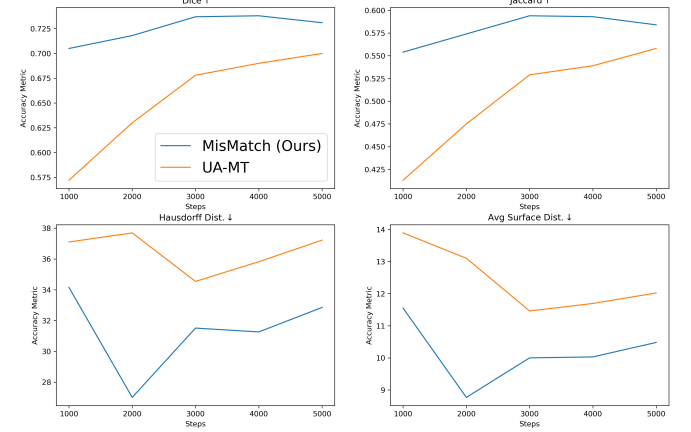 Dice ↑
Accuracy Metric
0.725
0.700
0.675
0.650
0.625
0.600
0.575
MisMatch (Ours)
UA-MT
1000 2000 3000 4000 5000
Steps
Jaccard ↑
Accuracy Metric
0.600
0.575
0.550
0.525
0.500
0.475
0.450
0.425
1000 2000 3000 4000 5000
Steps
Hausdorff Dist. ↓
Accuracy Metric
38
36
34
32
30
28
1000 2000 3000 4000 5000
Steps
Avg Surface Dist. ↓
Accuracy Metric
14
13
12
11
10
9
1000 2000 3000 4000 5000
Steps